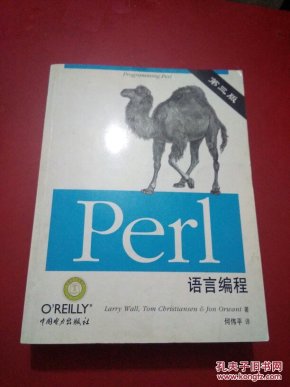 Programming Perl
第三版
Perl
语言编程
O'REILLY®
Larry Wall, Tom Christiansen & Jon Orwant 著
中国电力出版社
何伟平 译
孔夫子旧书网